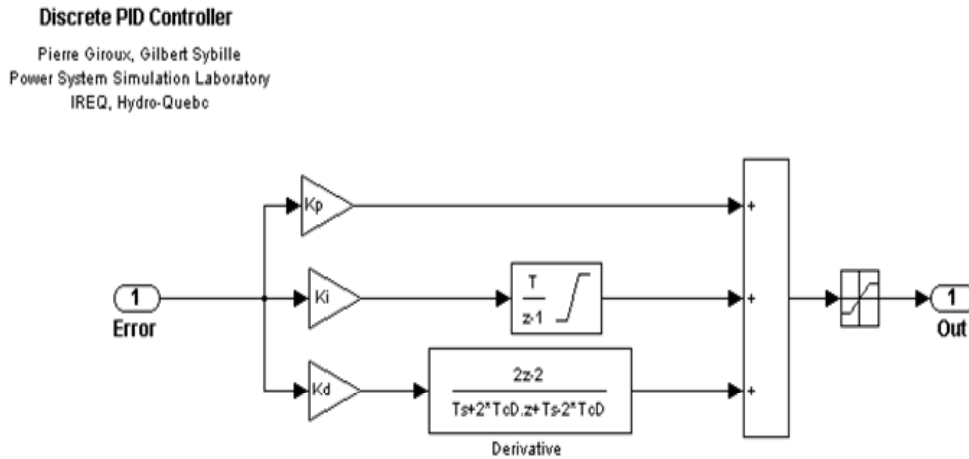 Discrete PID Controller
Pierre Giroux, Gilbert Sybille
Power System Simulation Laboratory
IREQ, Hydro-Quebc
Kp
+
1
Error
Ki
T
z-1
+
1
Out
Kd
2z-2
Ts+2*TcD.z+Ts-2*TcD
+
Derivative